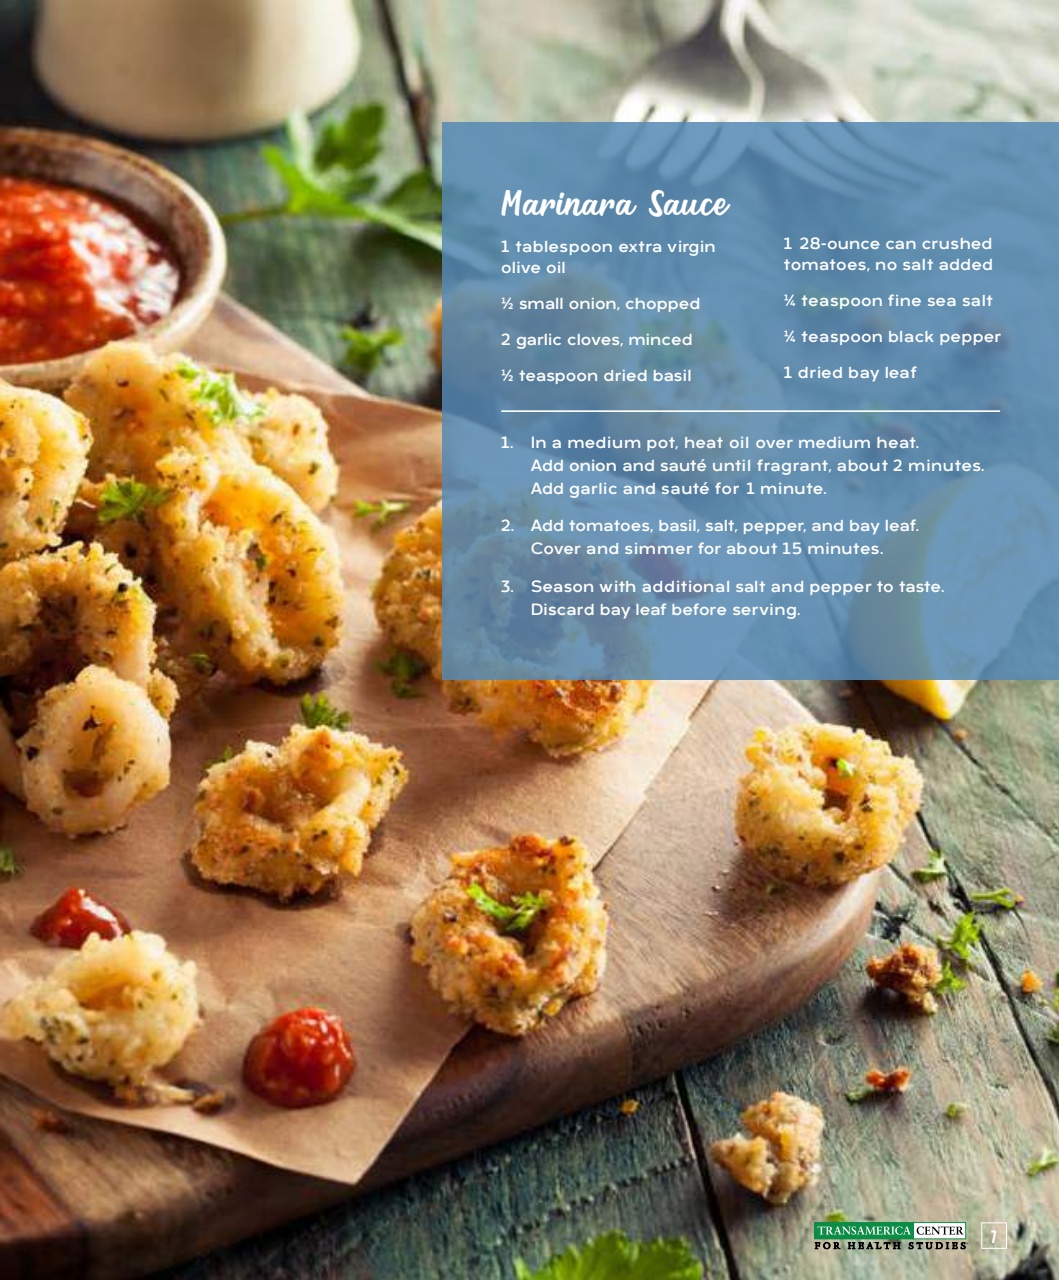 Marinara Sauce
1 tablespoon extra virgin
olive oil
½ small onion, chopped
2 garlic cloves, minced
½ teaspoon dried basil
1 28-ounce can crushed
tomatoes, no salt added
¼ teaspoon fine sea salt
¼ teaspoon black pepper
1 dried bay leaf
1. In a medium pot, heat oil over medium heat.
Add onion and sauté until fragrant, about 2 minutes.
Add garlic and sauté for 1 minute.
2. Add tomatoes, basil, salt, pepper, and bay leaf.
Cover and simmer for about 15 minutes.
3. Season with additional salt and pepper to taste.
Discard bay leaf before serving.
TRANSAMERICA CENTER
FOR HEALTH STUDIES
7